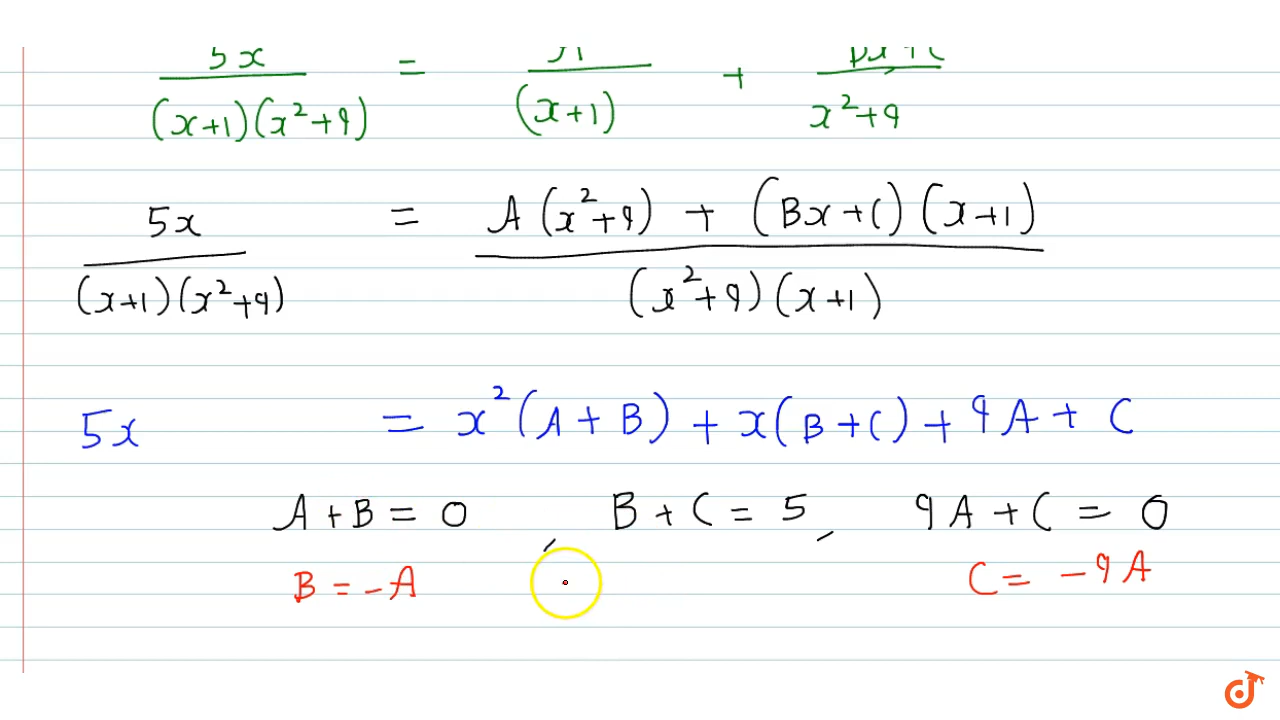 5x = A + Bx+C
(x+1)(x²+9) (x+1) x²+9
5x = A(x²+9) + (Bx+C)(x+1)
(x+1)(x²+9) (x²+9)(x+1)
5x = x²(A+B) + x(B+C) + 9A + C
A+B = 0, B+C = 5, 9A+C = 0
B = -A C = -9A